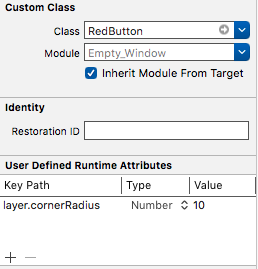 Custom Class
Class RedButton
Module Empty_Window
Inherit Module From Target
Identity
Restoration ID
User Defined Runtime Attributes
Key Path Type Value
layer.cornerRadius Number 10